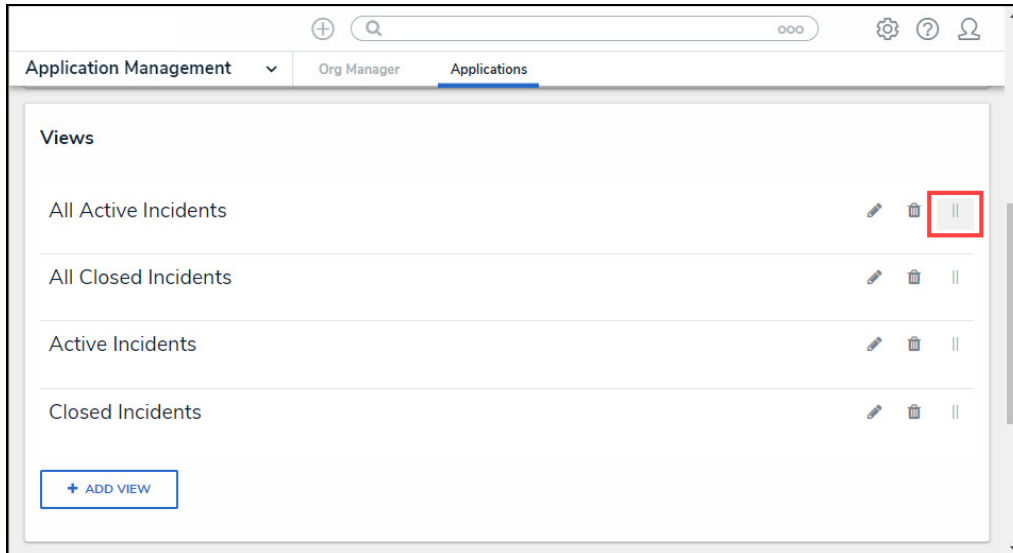 Application Management Org Manager Applications
Views
All Active Incidents
All Closed Incidents
Active Incidents
Closed Incidents
+ ADD VIEW